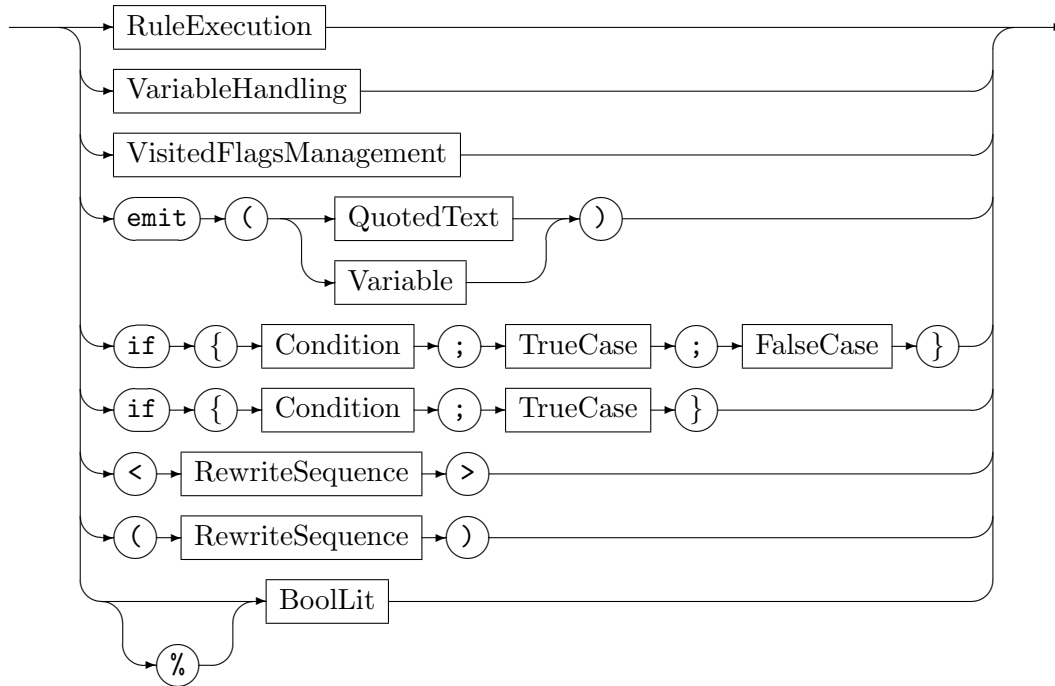 RuleExecution
VariableHandling
VisitedFlagsManagement
emit ( QuotedText )
Variable
if { Condition ; TrueCase ; FalseCase }
if { Condition ; TrueCase }
< RewriteSequence >
( RewriteSequence )
BoolLit
%